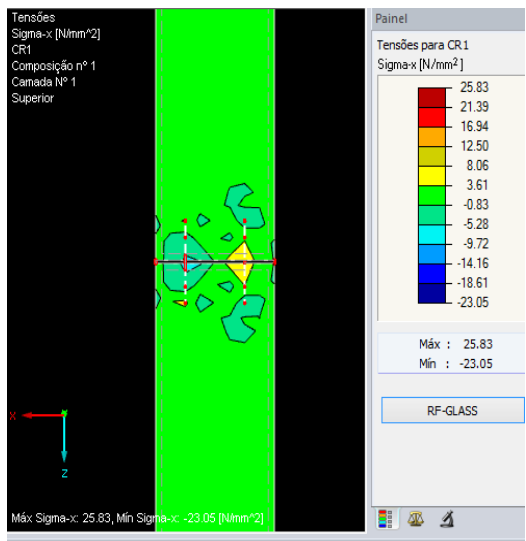 Tensões
Sigma-x [N/mm^2]
CR1
Composição nº 1
Camada Nº 1
Superior
X
Z
Máx Sigma-x: 25.83, Mín Sigma-x: -23.05 [N/mm^2]
Painel
Tensões para CR1
Sigma-x [N/mm²]
25.83
21.39
16.94
12.50
8.06
3.61
-0.83
-5.28
-9.72
-14.16
-18.61
-23.05
Máx : 25.83
Mín : -23.05
RF-GLASS